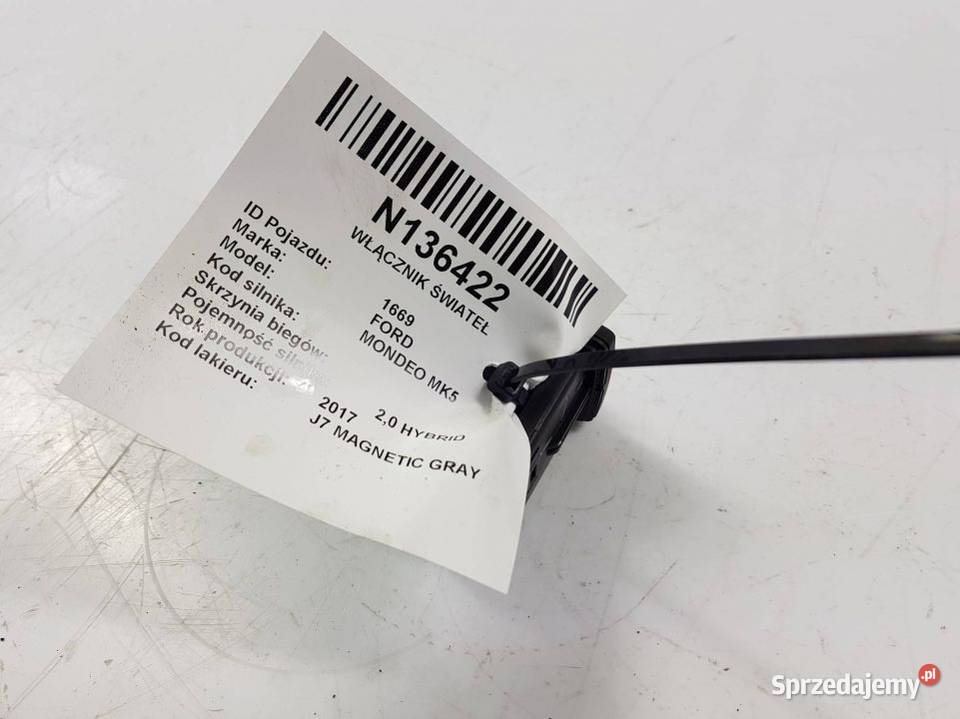 N136422
WŁĄCZNIK ŚWIATEŁ
ID Pojazdu: 1669
Marka: FORD
Model: MONDEO MK5
Kod silnika:
Skrzynia biegów:
Pojemność 2,0 HYBRID
Rok produkcji: 2017
Kod lakieru: J7 MAGNETIC GRAY
Sprzedajemy.pl